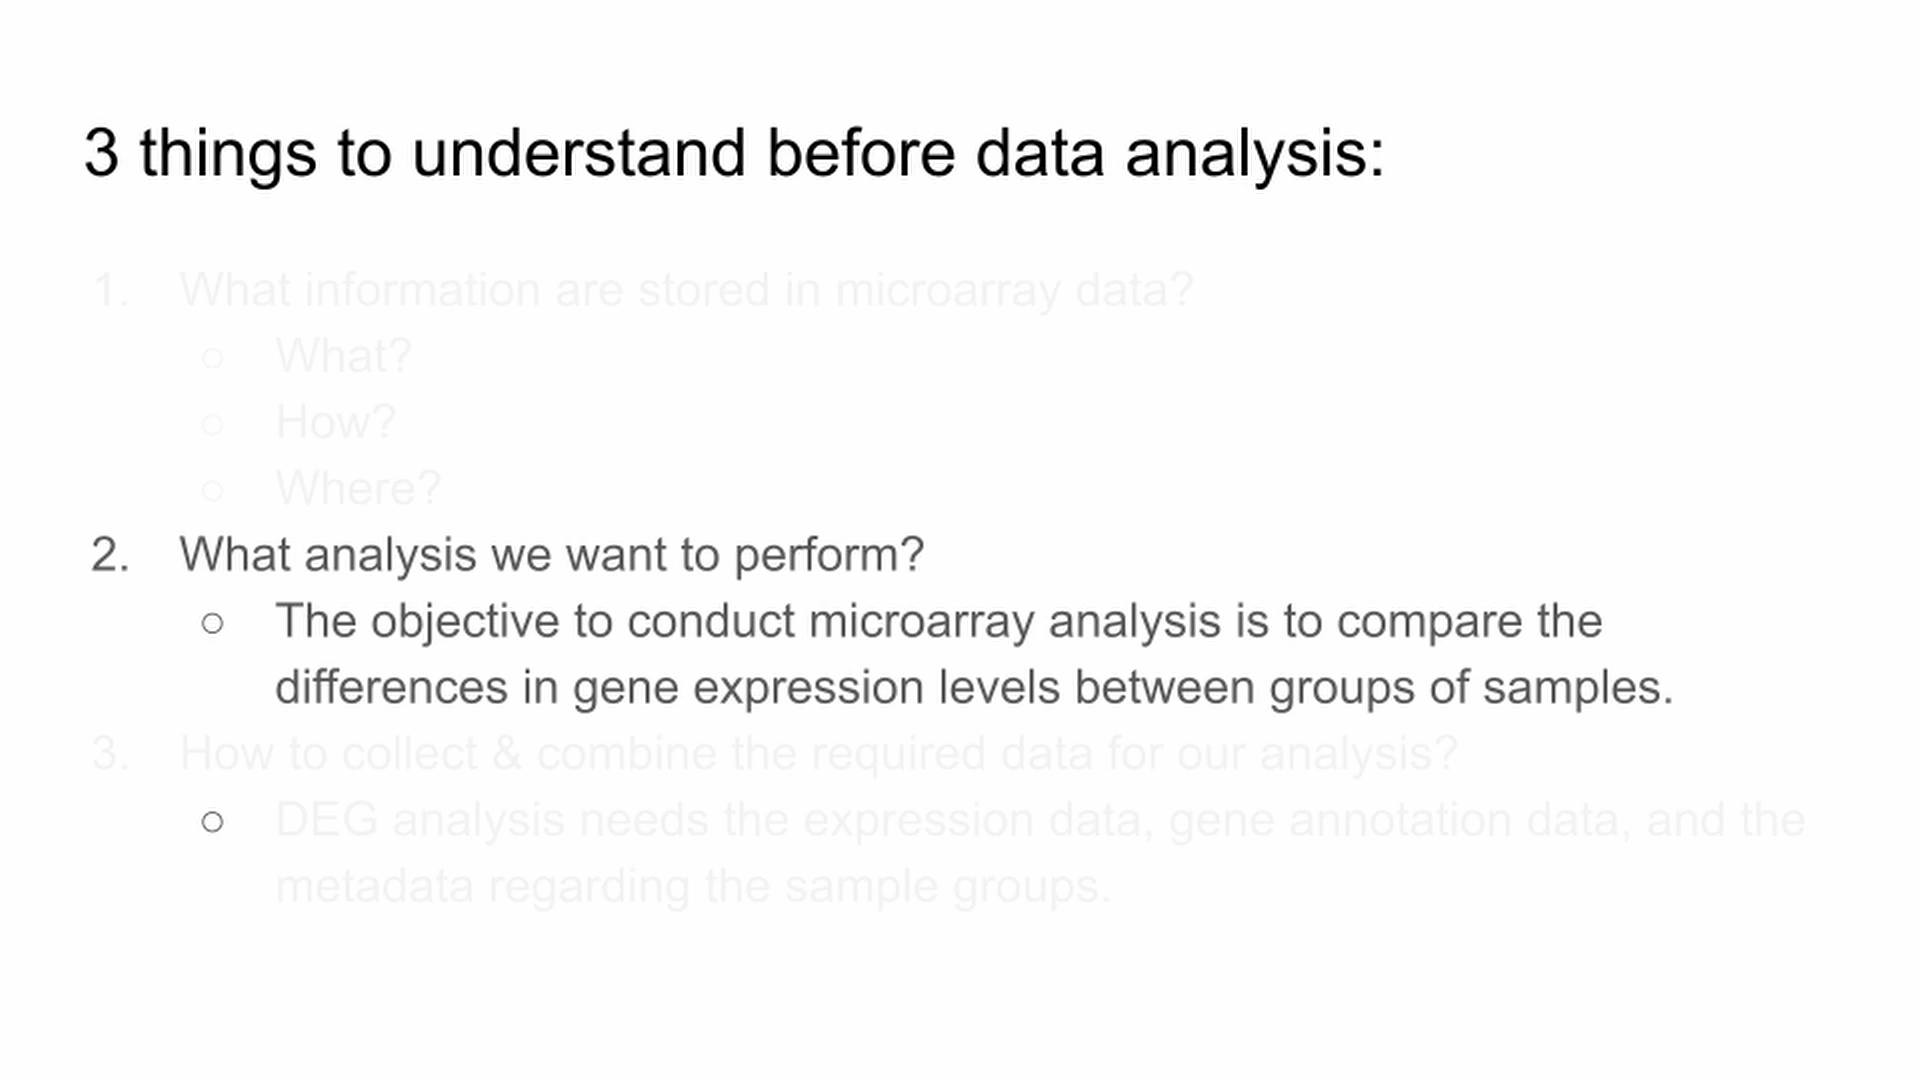 3 things to understand before data analysis:
1. What information are stored in microarray data?
○ What?
○ How?
○ Where?
2. What analysis we want to perform?
○ The objective to conduct microarray analysis is to compare the
differences in gene expression levels between groups of samples.
3. How to collect & combine the required data for our analysis?
○ DEG analysis needs the expression data, gene annotation data, and the
metadata regarding the sample groups.